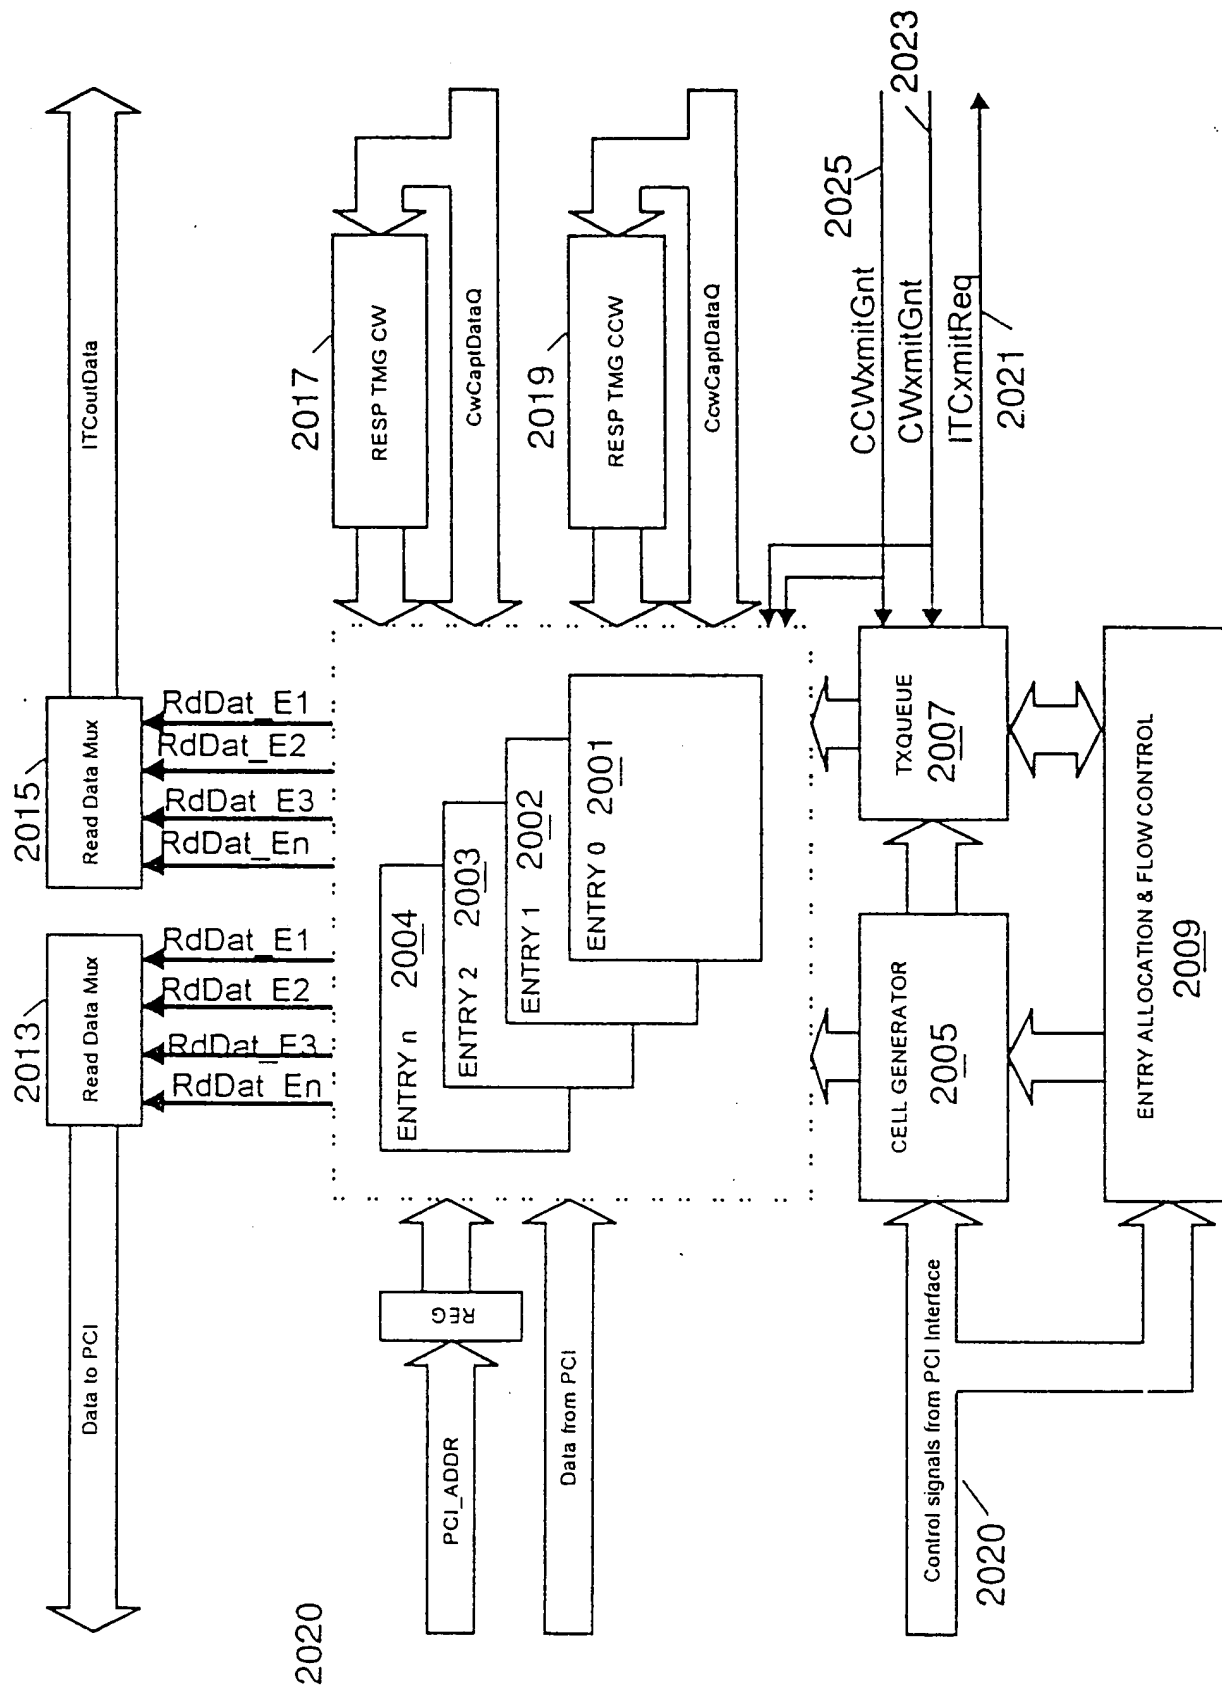 ITCoutData
2015
Read Data Mux
RdDat_E1
RdDat_E2
RdDat_E3
RdDat_En
2013
Read Data Mux
RdDat_E1
RdDat_E2
RdDat_E3
RdDat_En
Data to PCI
2017
RESP TMG CW
CwCaptDataQ
2019
RESP TMG CCW
CcwCaptDataQ
2025
2023
CCWxmitGnt
CWxmitGnt
ITCxmitReq
2021
ENTRY n 2004
ENTRY 2 2003
ENTRY 1 2002
ENTRY 0 2001
REG
PCI_ADDR
Data from PCI
TXQUEUE
2007
CELL GENERATOR
2005
ENTRY ALLOCATION & FLOW CONTROL
2009
Control signals from PCI Interface
2020
2020